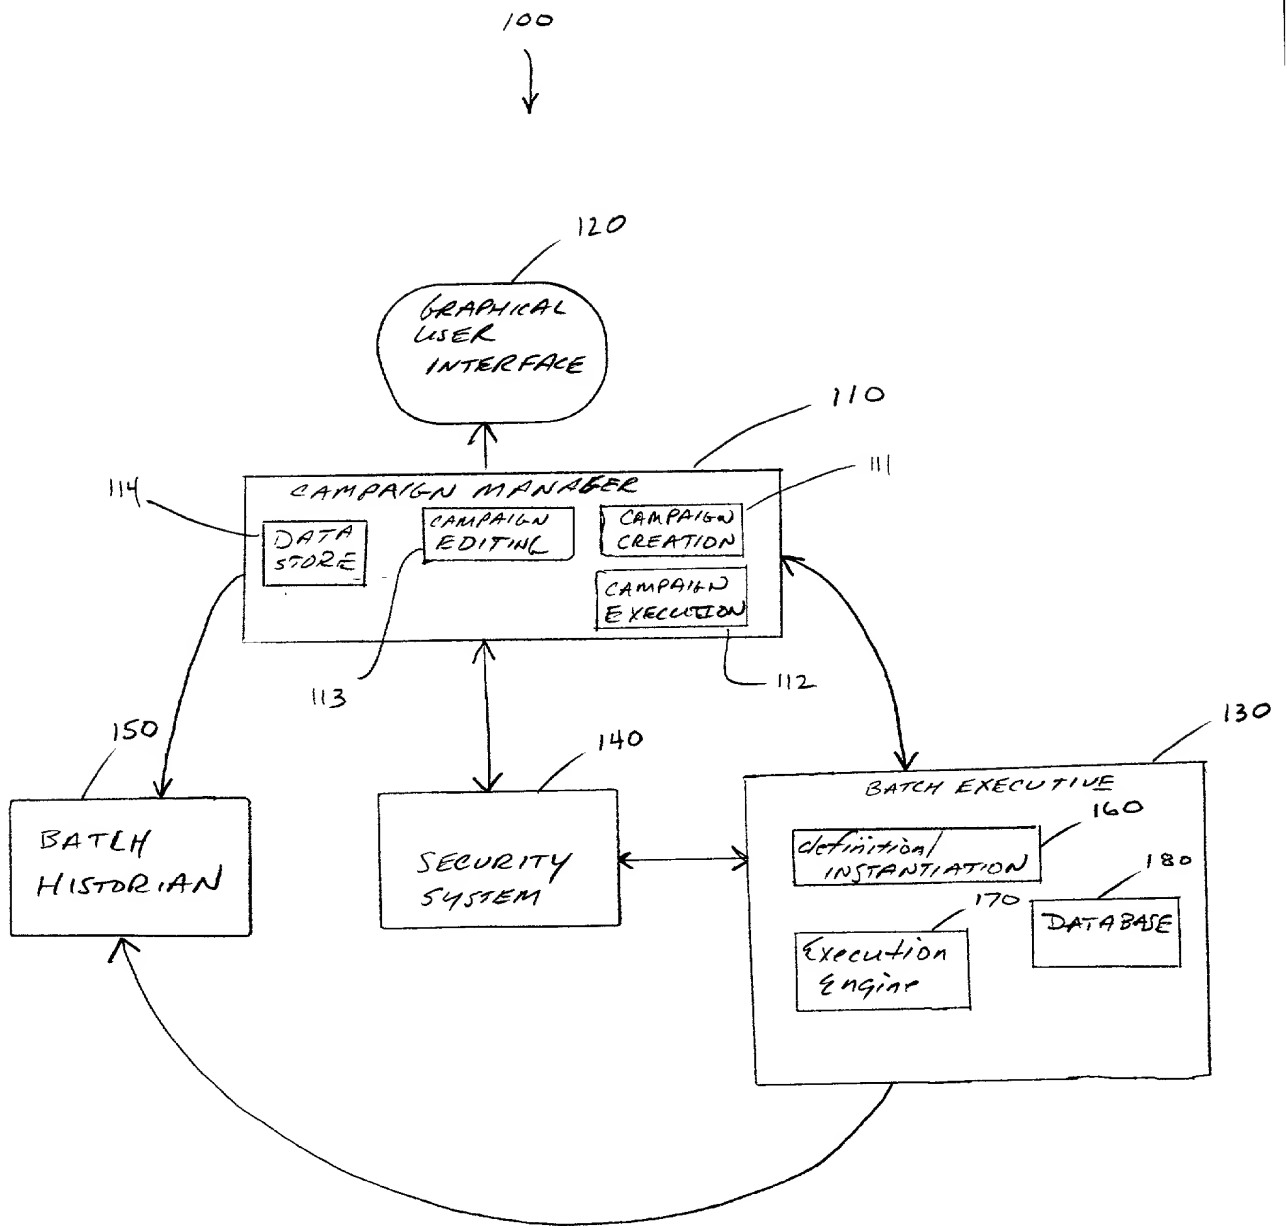 100
120
GRAPHICAL
USER
INTERFACE
110
111
114
CAMPAIGN MANAGER
DATA
STORE
CAMPAIGN
EDITING
CAMPAIGN
CREATION
CAMPAIGN
EXECUTION
113
112
150
140
130
BATCH
HISTORIAN
SECURITY
SYSTEM
BATCH EXECUTIVE
160
definition/
INSTANTIATION
180
170
DATABASE
Execution
Engine